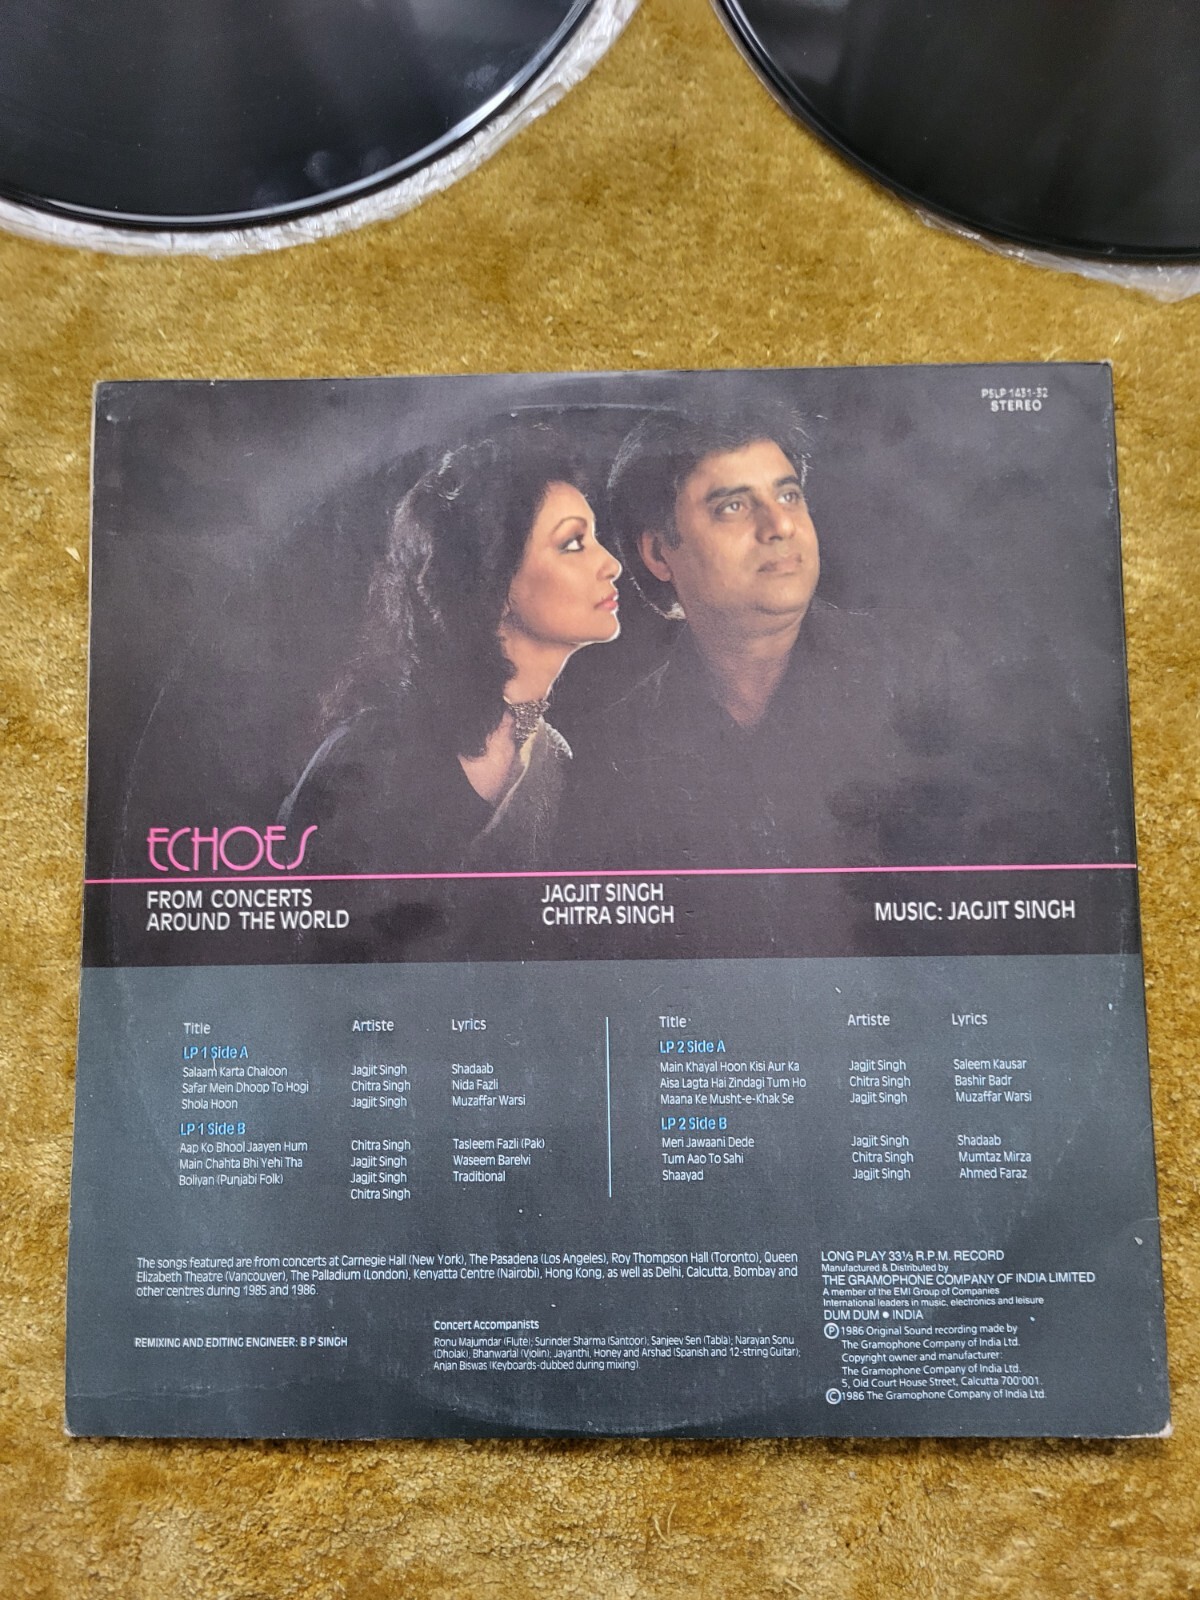 PSLP 1431-32
STEREO
ECHOES
FROM CONCERTS
AROUND THE WORLD
JAGJIT SINGH
CHITRA SINGH
MUSIC: JAGJIT SINGH
Title Artiste Lyrics
LP 1 Side A
Salaam Karta Chaloon Jagjit Singh Shadaab
Safar Mein Dhoop To Hogi Chitra Singh Nida Fazli
Shola Hoon Jagjit Singh Muzaffar Warsi
LP 1 Side B
Aap Ko Bhool Jaayen Hum Chitra Singh Tasleem Fazli (Pak)
Main Chahta Bhi Yehi Tha Jagjit Singh Waseem Barelvi
Boliyan (Punjabi Folk) Jagjit Singh Traditional
Chitra Singh
Title Artiste Lyrics
LP 2 Side A
Main Khayal Hoon Kisi Aur Ka Jagjit Singh Saleem Kausar
Aisa Lagta Hai Zindagi Tum Ho Chitra Singh Bashir Badr
Maana Ke Musht-e-Khak Se Jagjit Singh Muzaffar Warsi
LP 2 Side B
Meri Jawaani Dede Jagjit Singh Shadaab
Tum Aao To Sahi Chitra Singh Mumtaz Mirza
Shaayad Jagjit Singh Ahmed Faraz
The songs featured are from concerts at Carnegie Hall (New York), The Pasadena (Los Angeles), Roy Thompson Hall (Toronto), Queen
Elizabeth Theatre (Vancouver), The Palladium (London), Kenyatta Centre (Nairobi), Hong Kong, as well as Delhi, Calcutta, Bombay and
other centres during 1985 and 1986.
REMIXING AND EDITING ENGINEER: B P SINGH
Concert Accompanists
Ronu Majumdar (Flute); Surinder Sharma (Santoor); Sanjeev Sen (Tabla); Narayan Sonu
(Dholak), Bhanwarlal (Violin); Jayanthi, Honey and Arshad (Spanish and 12-string Guitar);
Anjan Biswas (Keyboards-dubbed during mixing).
LONG PLAY 33⅓ R.P.M. RECORD
Manufactured & Distributed by
THE GRAMOPHONE COMPANY OF INDIA LIMITED
A member of the EMI Group of Companies
International leaders in music, electronics and leisure
DUM DUM ● INDIA
Ⓟ 1986 Original Sound recording made by
The Gramophone Company of India Ltd.
Copyright owner and manufacturer:
The Gramophone Company of India Ltd.
5, Old Court House Street, Calcutta 700 001.
© 1986 The Gramophone Company of India Ltd.